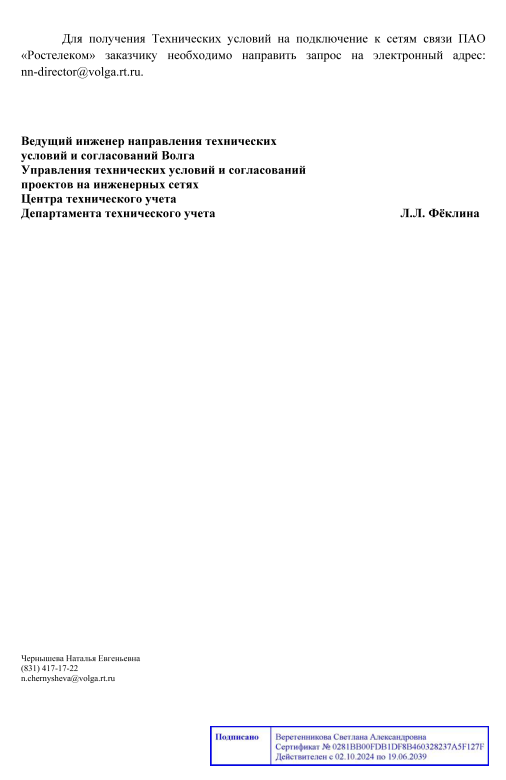 Для получения Технических условий на подключение к сетям связи ПАО
«Ростелеком» заказчику необходимо направить запрос на электронный адрес:
nn-director@volga.rt.ru.
Ведущий инженер направления технических
условий и согласований Волга
Управления технических условий и согласований
проектов на инженерных сетях
Центра технического учета
Департамента технического учета Л.Л. Фёклина
Чернышева Наталья Евгеньевна
(831) 417-17-22
n.chernysheva@volga.rt.ru
Подписано Веретенникова Светлана Александровна
Сертификат № 0281BB00FDB1DF8B460328237A5F127F
Действителен с 02.10.2024 по 19.06.2039